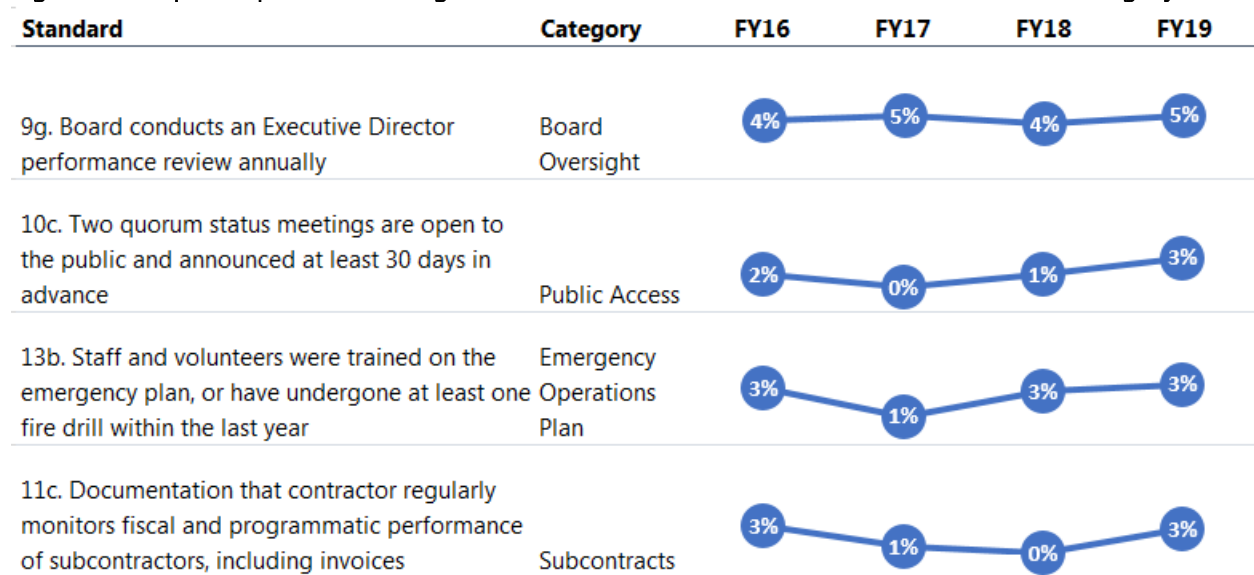 Standard Category FY16 FY17 FY18 FY19
9g. Board conducts an Executive Director
performance review annually
Board
Oversight
4% 5% 4% 5%
10c. Two quorum status meetings are open to
the public and announced at least 30 days in
advance
Public Access
2% 0% 1% 3%
13b. Staff and volunteers were trained on the
emergency plan, or have undergone at least one
fire drill within the last year
Emergency
Operations
Plan
3% 1% 3% 3%
11c. Documentation that contractor regularly
monitors fiscal and programmatic performance
of subcontractors, including invoices
Subcontracts
3% 1% 0% 3%